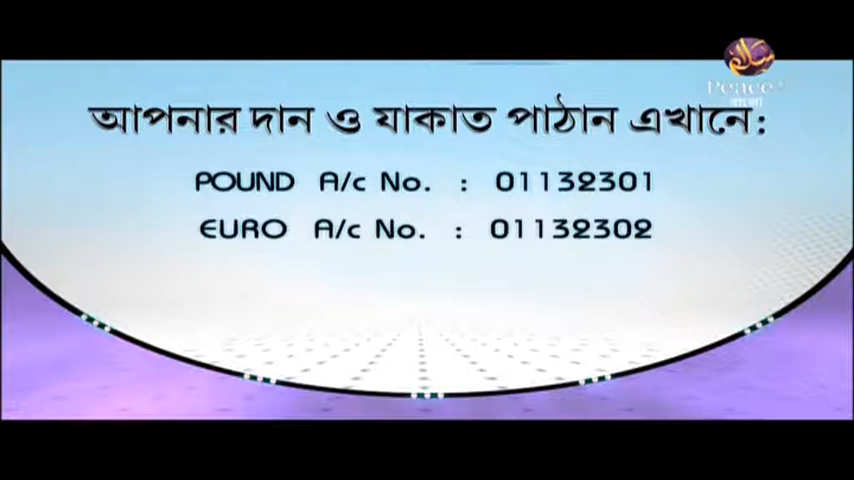 Peace
বাংলা
আপনার দান ও যাকাত পাঠান এখানে:
POUND A/c No. : 01132301
EURO A/c No. : 01132302